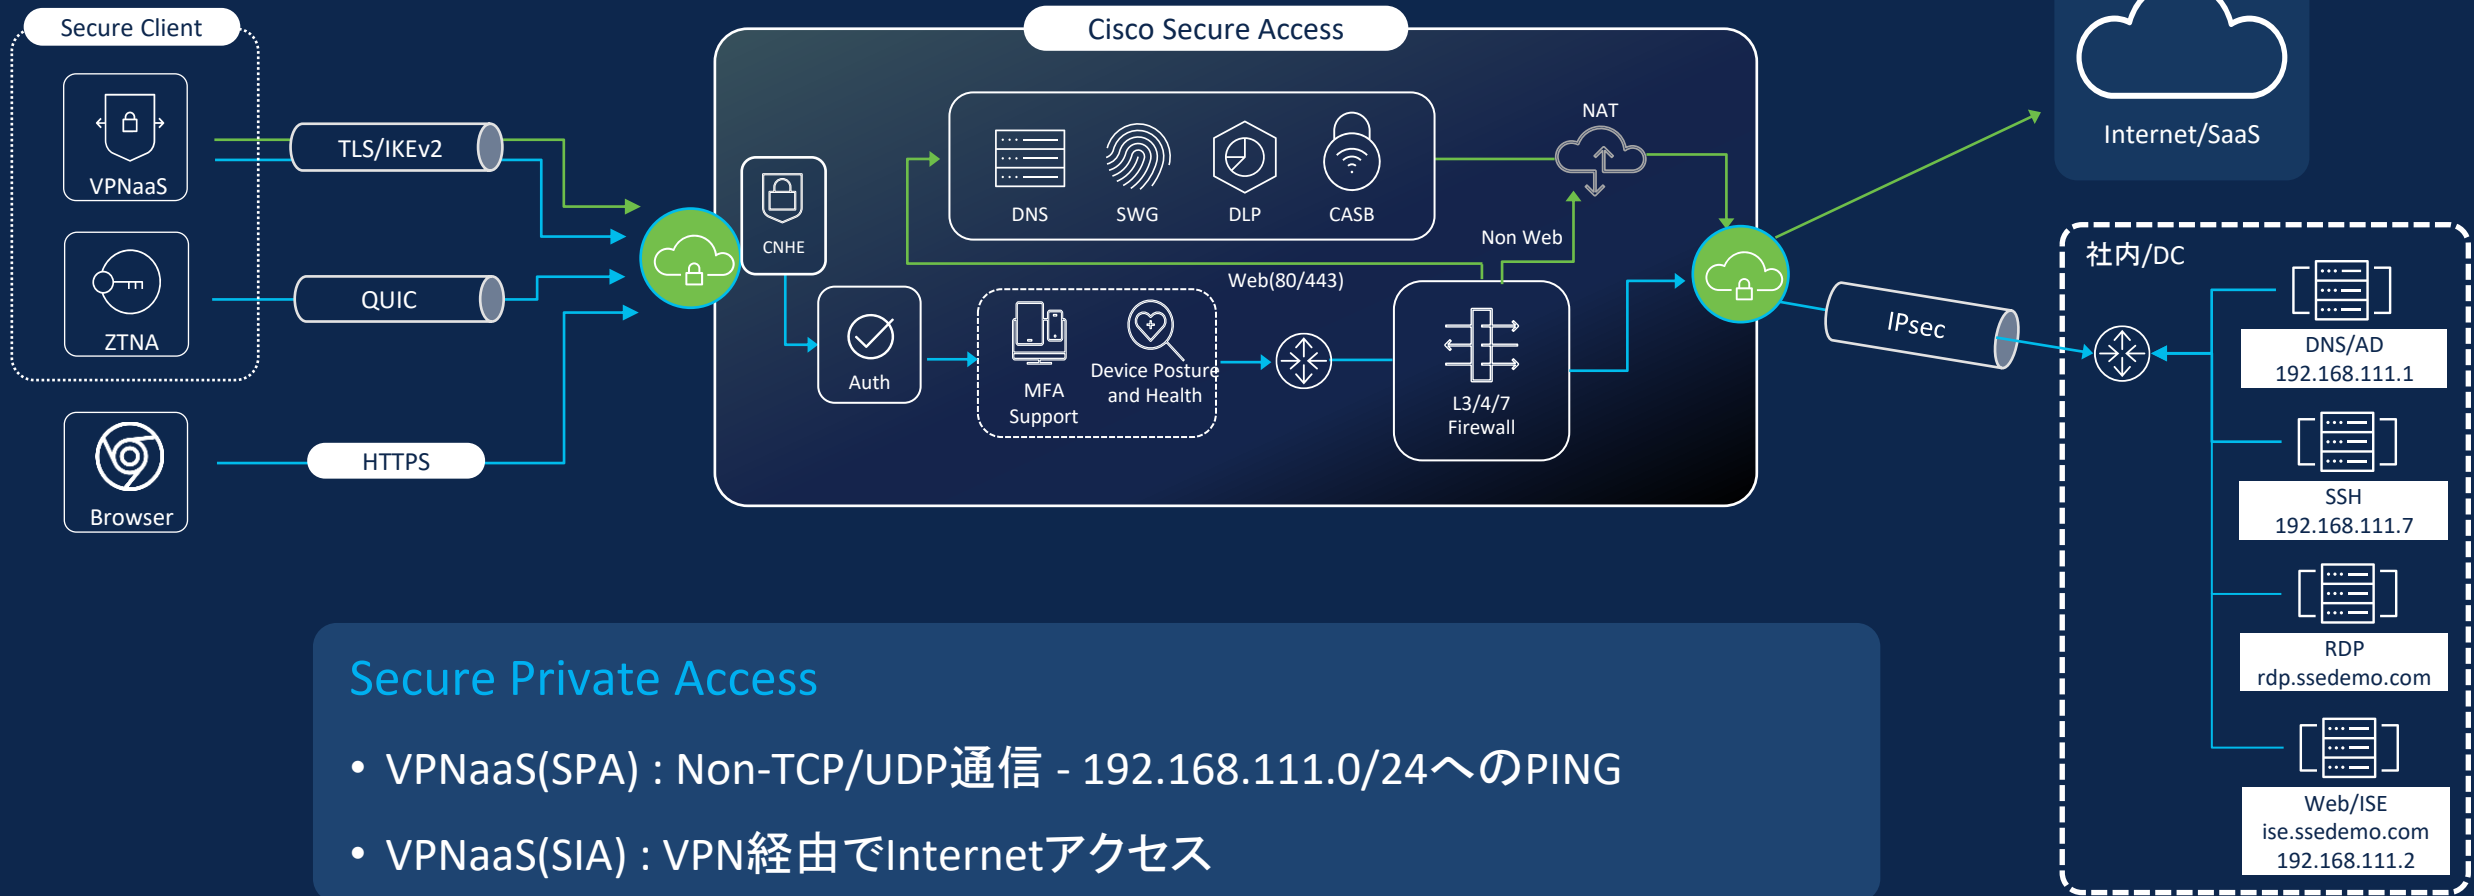 Secure Client
VPNaaS
ZTNA
Browser
TLS/IKEv2
QUIC
HTTPS
Cisco Secure Access
CNHE
DNS
SWG
DLP
CASB
NAT
Non Web
Web(80/443)
Auth
MFA
Support
Device Posture
and Health
L3/4/7
Firewall
Internet/SaaS
IPsec
社内/DC
DNS/AD
192.168.111.1
SSH
192.168.111.7
RDP
rdp.ssedemo.com
Web/ISE
ise.ssedemo.com
192.168.111.2
Secure Private Access
• VPNaaS(SPA) : Non-TCP/UDP通信 - 192.168.111.0/24へのPING
• VPNaaS(SIA) : VPN経由でInternetアクセス